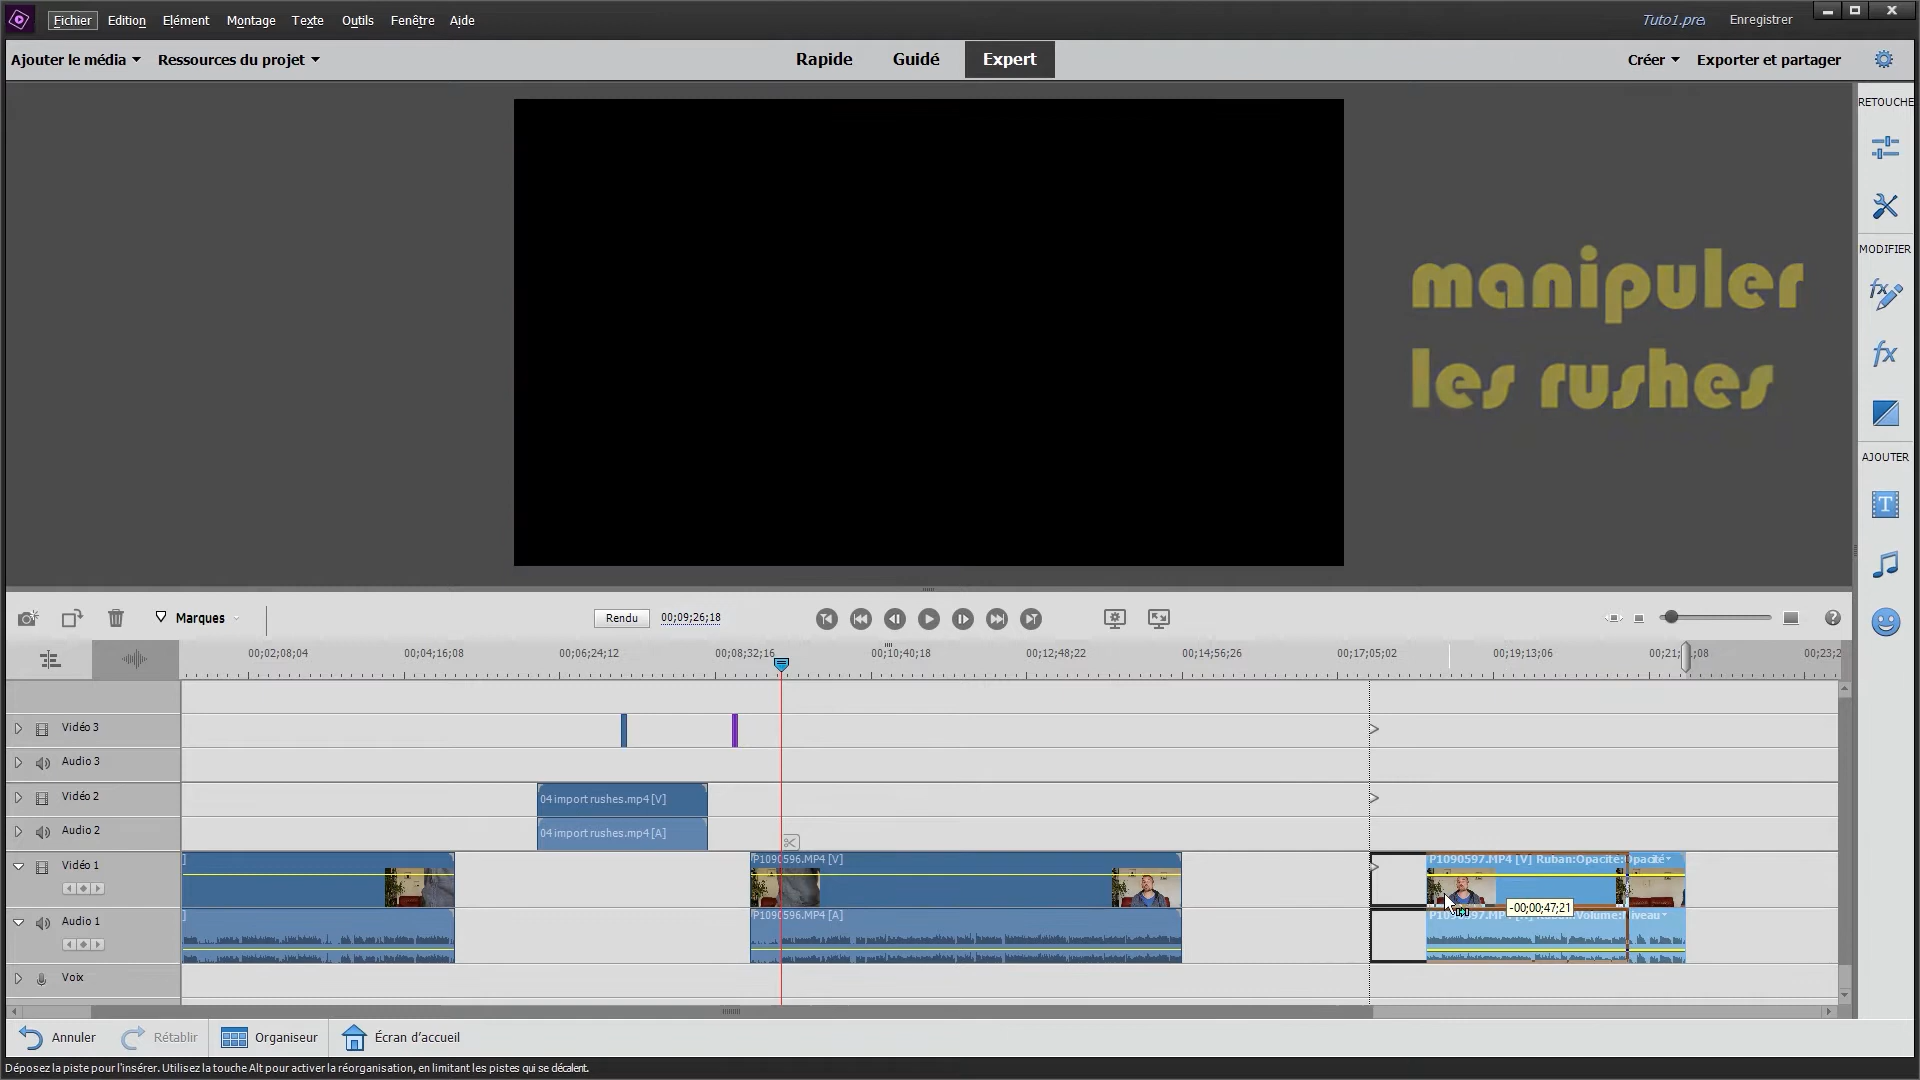 Fichier Edition Elément Montage Texte Outils Fenêtre Aide Tuto1.prel Enregistrer
Ajouter le média Ressources du projet Rapide Guidé Expert Créer Exporter et partager
RETOUCHE
MODIFIER
manipuler
les rushes
fx
AJOUTER
T
Marques Rendu 00;09;26;18
00;02;08;04 00;04;16;08 00;06;24;12 00;08;32;16 00;10;40;18 00;12;48;22 00;14;56;26 00;17;05;02 00;19;13;06 00;23;2
Vidéo 3
Audio 3
Vidéo 2 04 import rushes.mp4 [V]
Audio 2 04 import rushes.mp4 [A]
Vidéo 1 ] P1090596.MP4 [V] P1090597.MP4 [V] Ruban:Opacité:Opacité
-00;00;47;21
Audio 1 ] P1090596.MP4 [A]
Voix
Annuler Rétablir Organiseur Écran d'accueil
Déposez la piste pour l'insérer. Utilisez la touche Alt pour activer la réorganisation, en limitant les pistes qui se décalent.